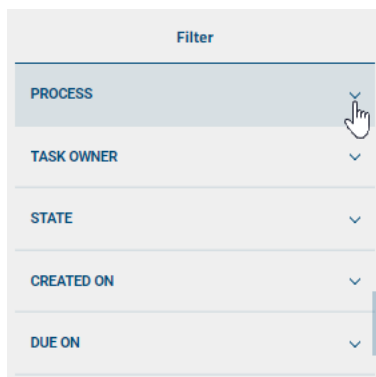 Filter
PROCESS
TASK OWNER
STATE
CREATED ON
DUE ON